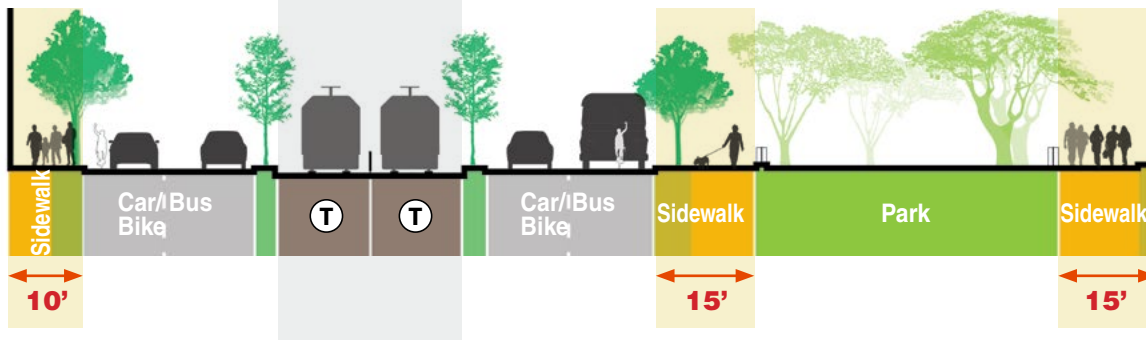 Sidewalk
Car/Bus
Bike
T
T
Car/Bus
Bike
Sidewalk
Park
Sidewalk
10’
15’
15’